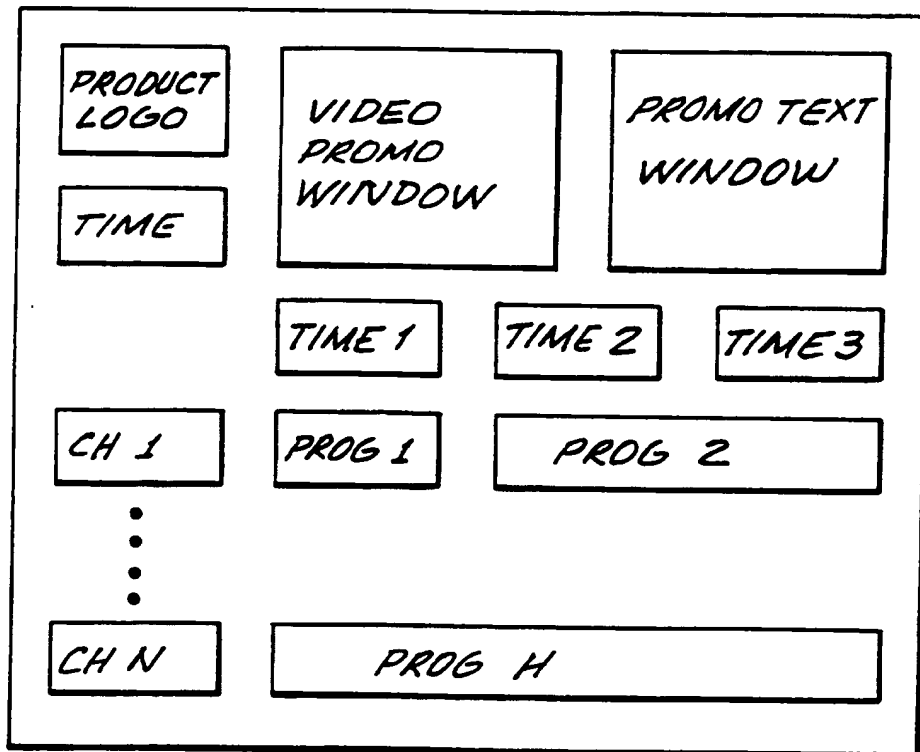 PRODUCT
LOGO
VIDEO
PROMO
WINDOW
PROMO TEXT
WINDOW
TIME
TIME 1
TIME 2
TIME 3
CH 1
PROG 1
PROG 2
CH N
PROG H